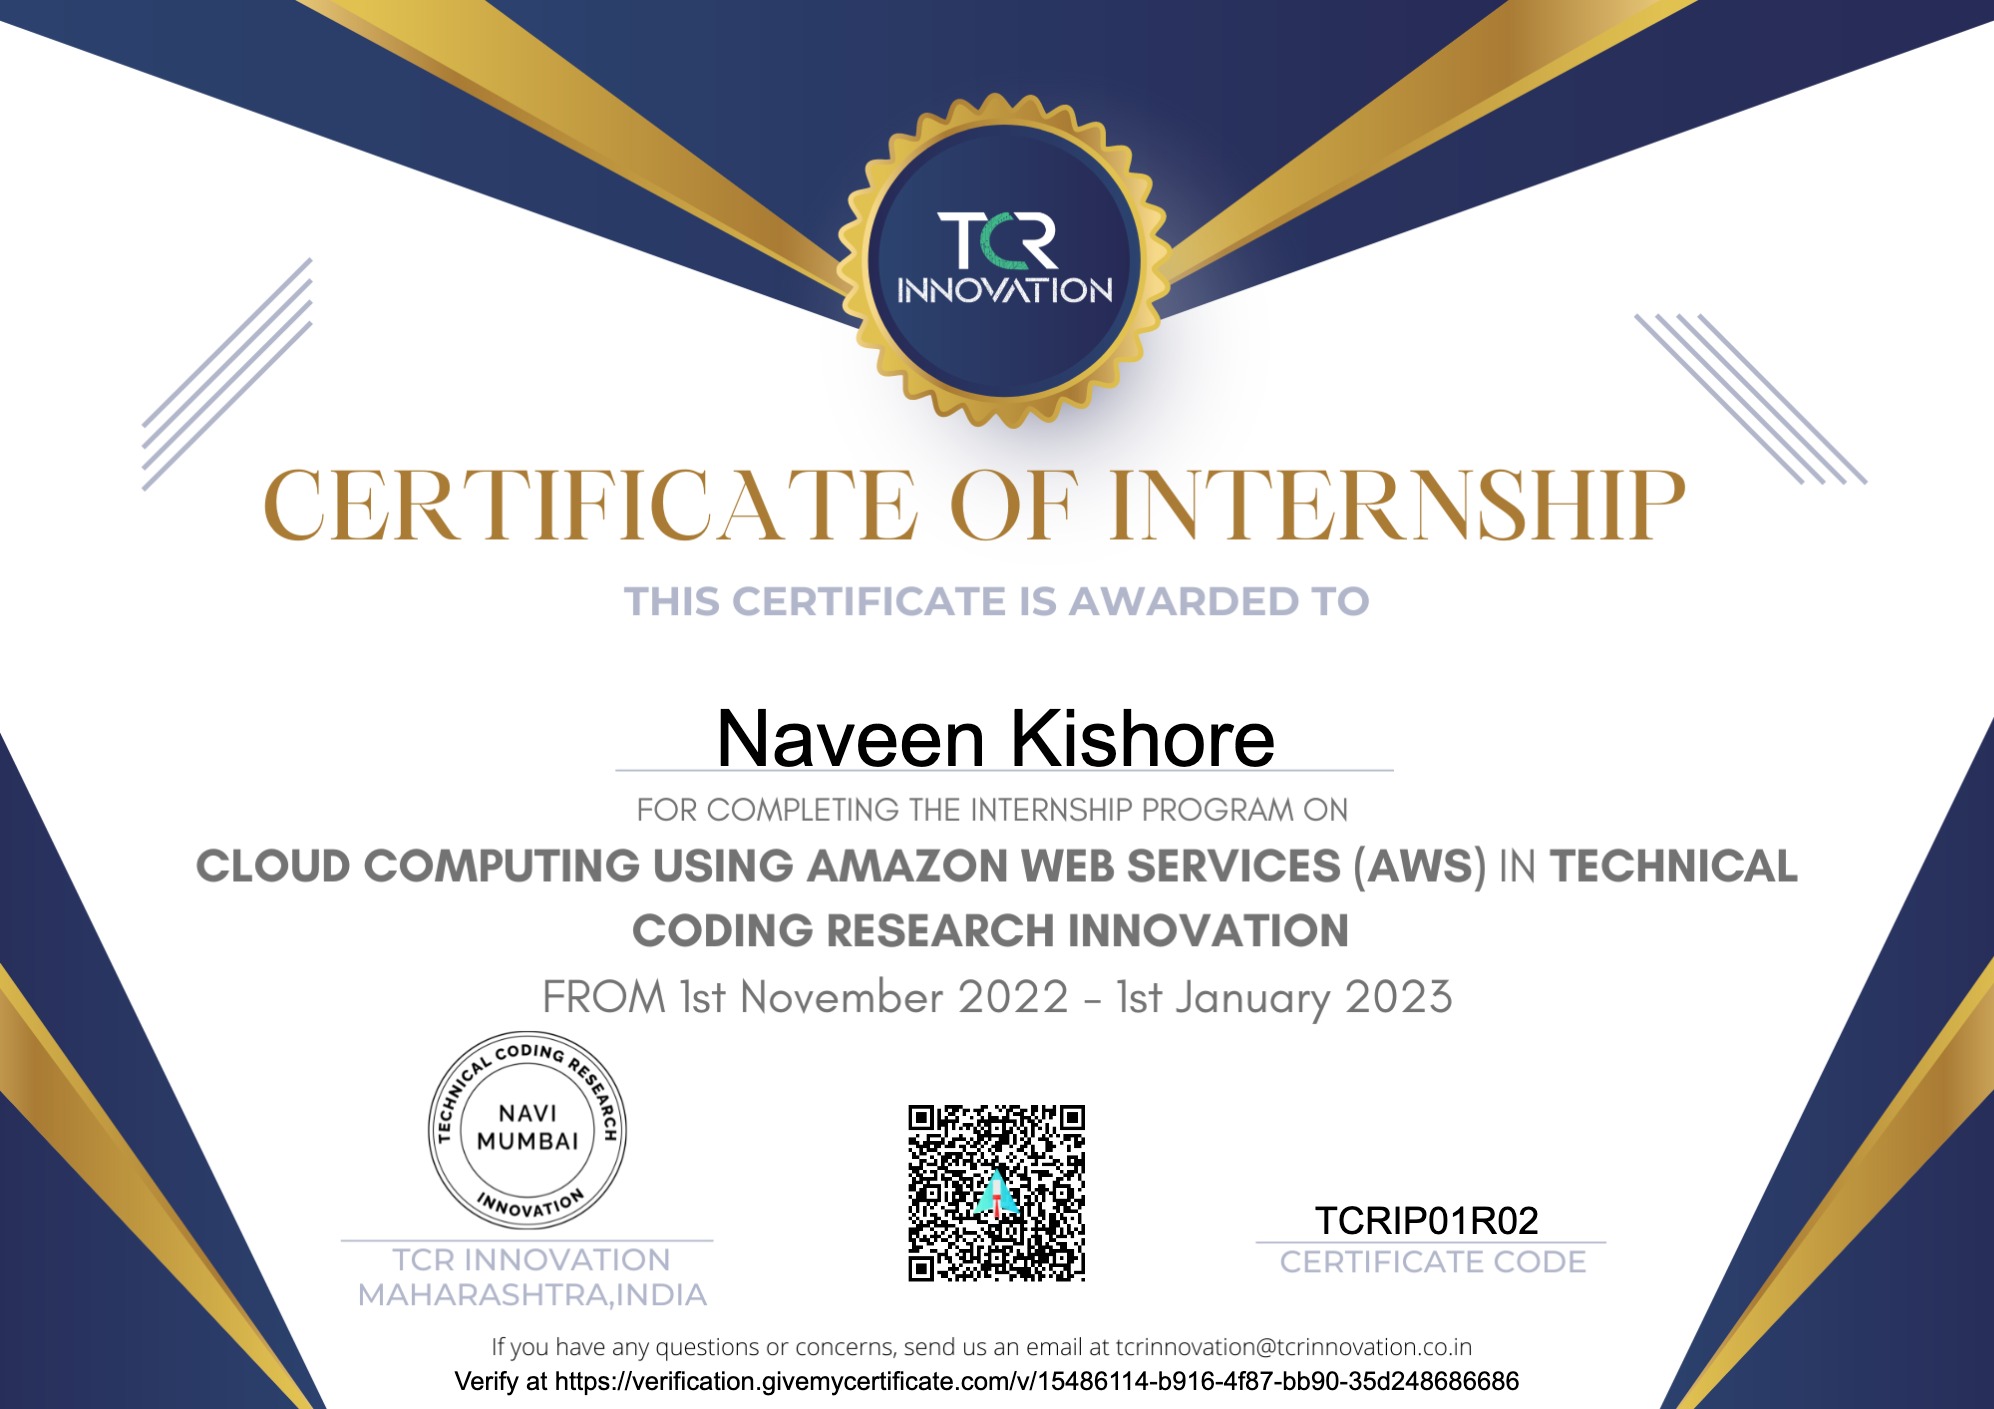 TCR
INNOVATION
CERTIFICATE OF INTERNSHIP
THIS CERTIFICATE IS AWARDED TO
Naveen Kishore
FOR COMPLETING THE INTERNSHIP PROGRAM ON
CLOUD COMPUTING USING AMAZON WEB SERVICES (AWS) IN TECHNICAL
CODING RESEARCH INNOVATION
FROM 1st November 2022 - 1st January 2023
TECHNICAL CODING RESEARCH
NAVI
MUMBAI
INNOVATION
TCR INNOVATION
MAHARASHTRA,INDIA
TCRIP01R02
CERTIFICATE CODE
If you have any questions or concerns, send us an email at tcrinnovation@tcrinnovation.co.in
Verify at https://verification.givemycertificate.com/v/15486114-b916-4f87-bb90-35d248686686